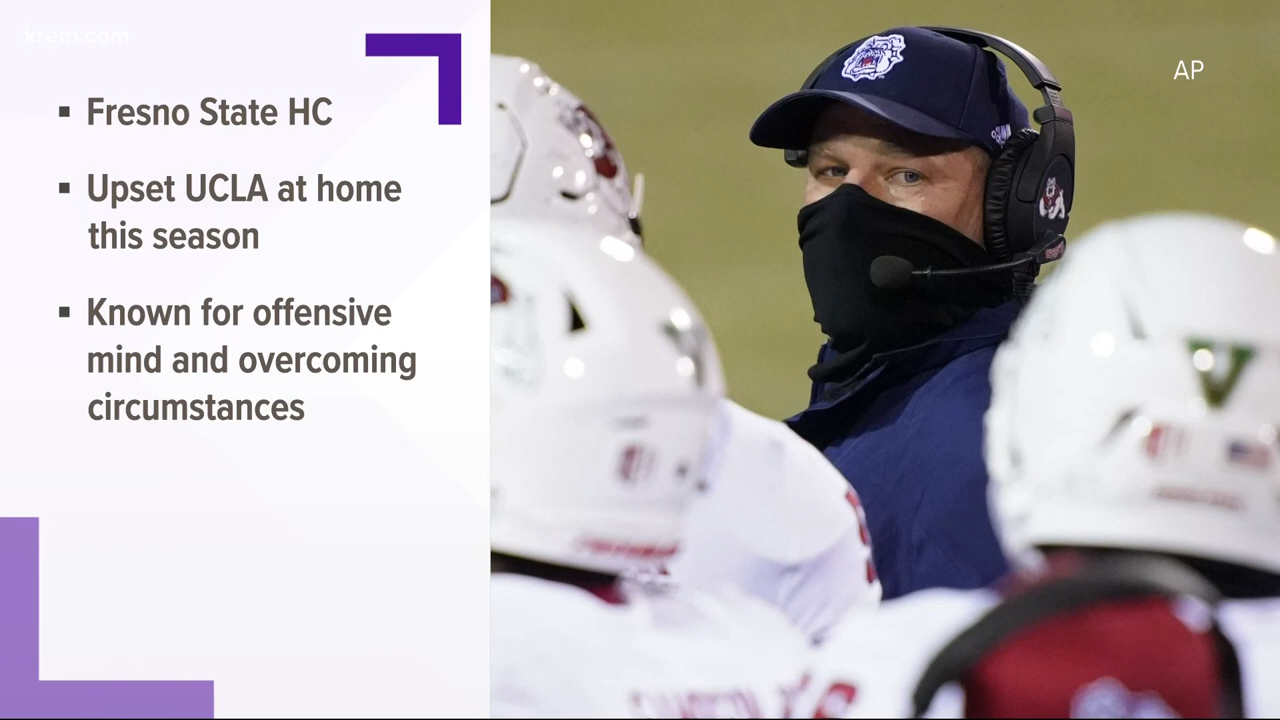 krem.com
AP
▪ Fresno State HC
▪ Upset UCLA at home
this season
▪ Known for offensive
mind and overcoming
circumstances
V